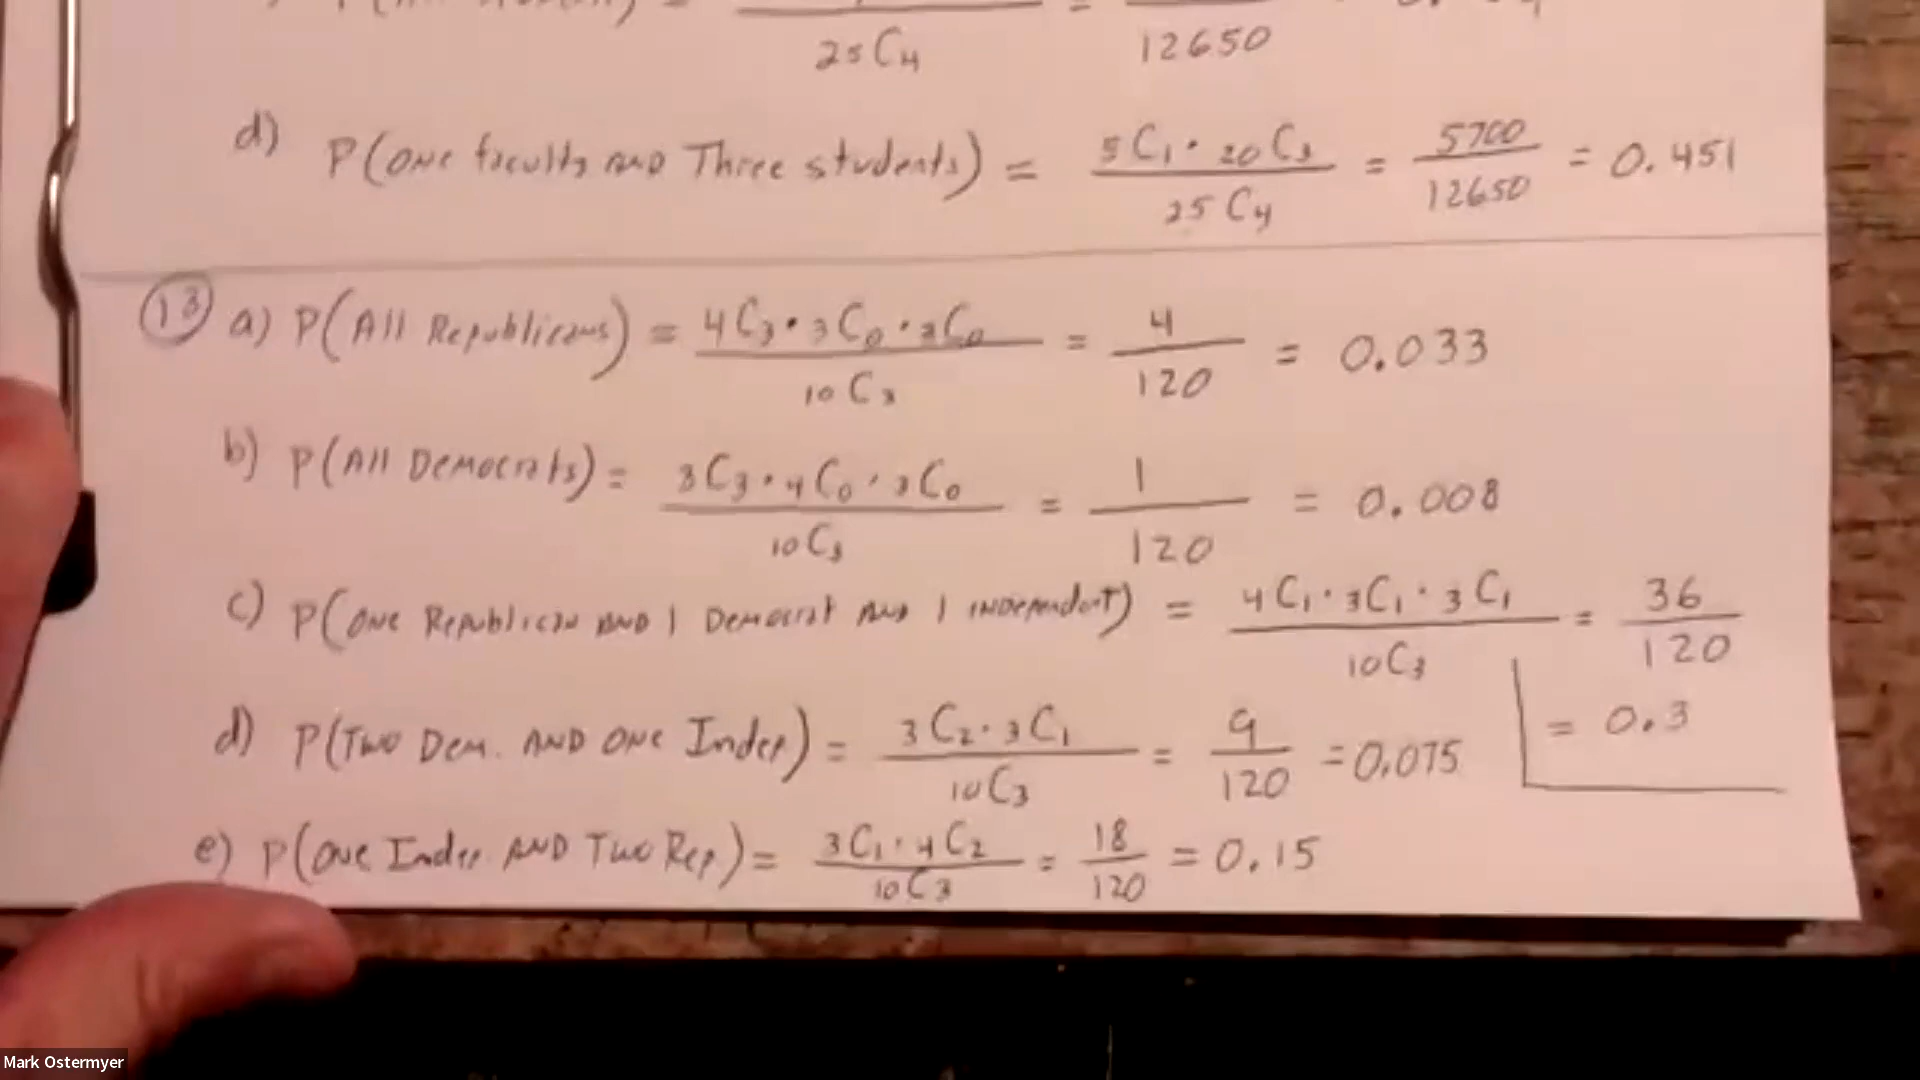 25C4 12650
d) P(One faculty AND Three students) = 5C1 · 20C3 / 25C4 = 5700 / 12650 = 0.451
13 a) P(All Republicans) = 4C3 · 3C0 · 3C0 / 10C3 = 4 / 120 = 0.033
b) P(All Democrats) = 3C3 · 4C0 · 3C0 / 10C3 = 1 / 120 = 0.008
c) P(One Republican AND 1 Democrat AND 1 independent) = 4C1 · 3C1 · 3C1 / 10C3 = 36 / 120
= 0.3
d) P(Two Dem. AND ONE Indep) = 3C2 · 3C1 / 10C3 = 9 / 120 = 0.075
e) P(One Indep. AND Two Rep) = 3C1 · 4C2 / 10C3 = 18 / 120 = 0.15
Mark Ostermyer